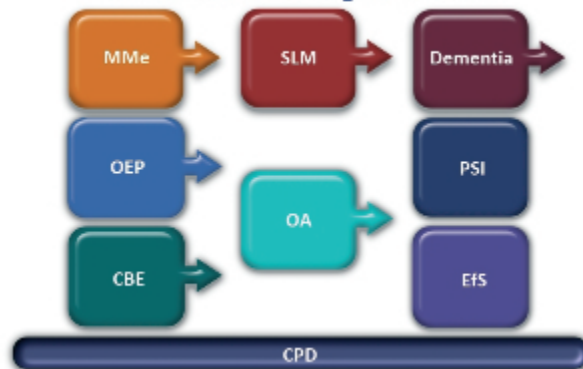 MMe
SLM
Dementia
OEP
PSI
OA
CBE
EfS
CPD